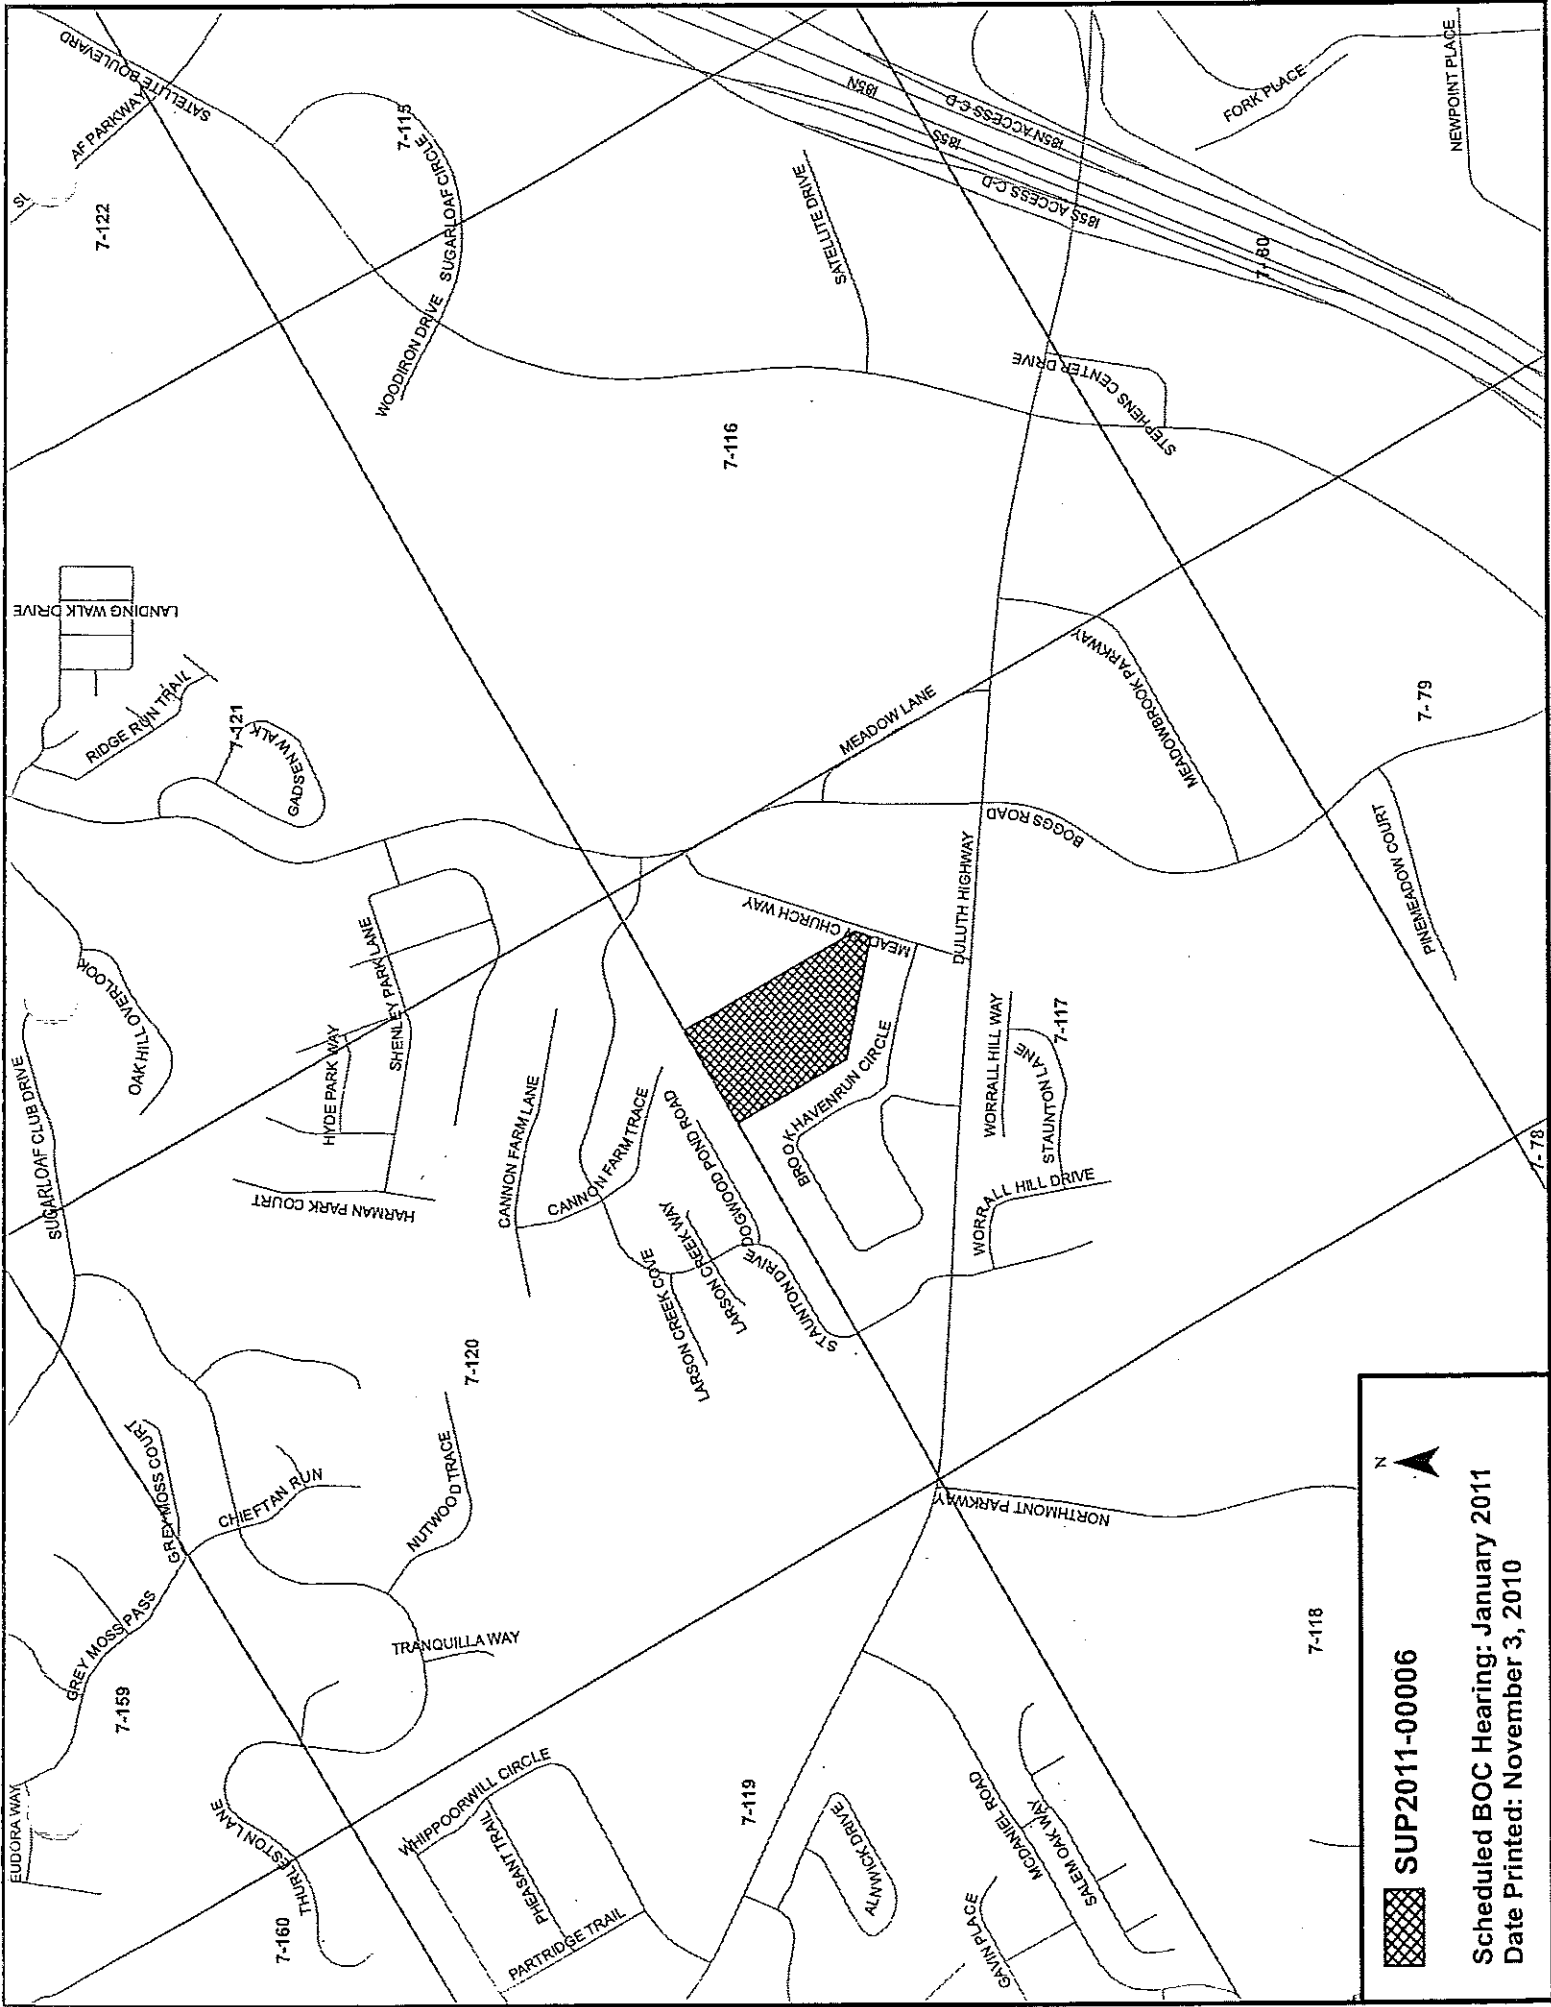 SATELLITE BOULEVARD
AF PARKWAY
SL
7-122
7-115
SUGARLOAF CIRCLE
WOODIRON DRIVE
SATELLITE DRIVE
I85N
I85S
I85N ACCESS C-D
I85S ACCESS C-D
FORK PLACE
NEWPOINT PLACE
7- 80
STEPHENS CENTER DRIVE
7-116
LANDING WALK DRIVE
RIDGE RUN TRAIL
7-121
GADSEN WALK
MEADOW LANE
MEADOWBROOK PARKWAY
7- 79
BOGGS ROAD
PINEMEADOW COURT
DULUTH HIGHWAY
MEADOW CHURCH WAY
OAK HILL OVERLOOK
SHENLEY PARK LANE
HYDE PARK WAY
HARMAN PARK COURT
SUGARLOAF CLUB DRIVE
CANNON FARM LANE
CANNON FARM TRACE
DOGWOOD POND ROAD
BROOKHAVENRUN CIRCLE
WORRALL HILL WAY
STAUNTON LANE
7-117
WORRALL HILL DRIVE
LARSON CREEK WAY
LARSON CREEK COVE
STAUNTON DRIVE
7- 78
7-120
GREY MOSS COURT
CHIEFTAN RUN
NUTWOOD TRACE
GREY MOSS PASS
TRANQUILLA WAY
NORTHMONT PARKWAY
7-118
7-159
EUDORA WAY
THURLESTON LANE
7-160
WHIPPOORWILL CIRCLE
PHEASANT TRAIL
PARTRIDGE TRAIL
7-119
ALNWICK DRIVE
MCDANIEL ROAD
SALEM OAK WAY
GAVIN PLACE
N
SUP2011-00006
Scheduled BOC Hearing: January 2011
Date Printed: November 3, 2010